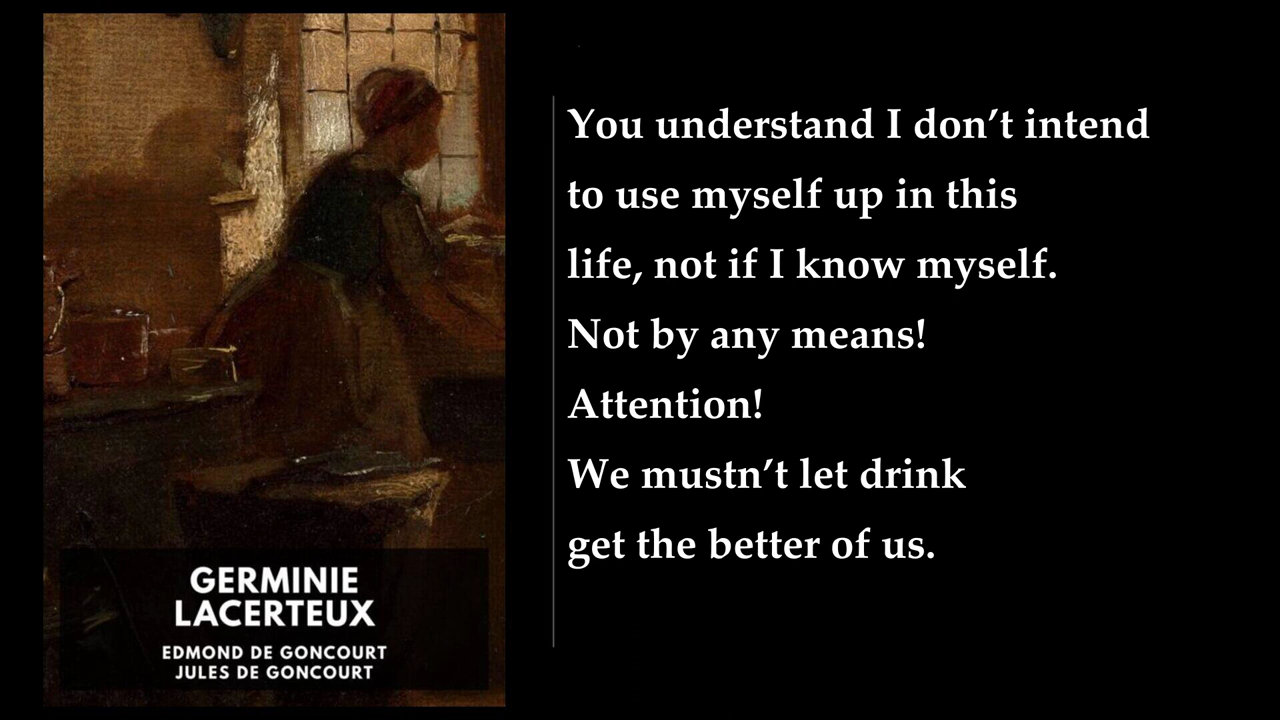 You understand I don’t intend
to use myself up in this
life, not if I know myself.
Not by any means!
Attention!
We mustn’t let drink
get the better of us.
GERMINIE
LACERTEUX
EDMOND DE GONCOURT
JULES DE GONCOURT